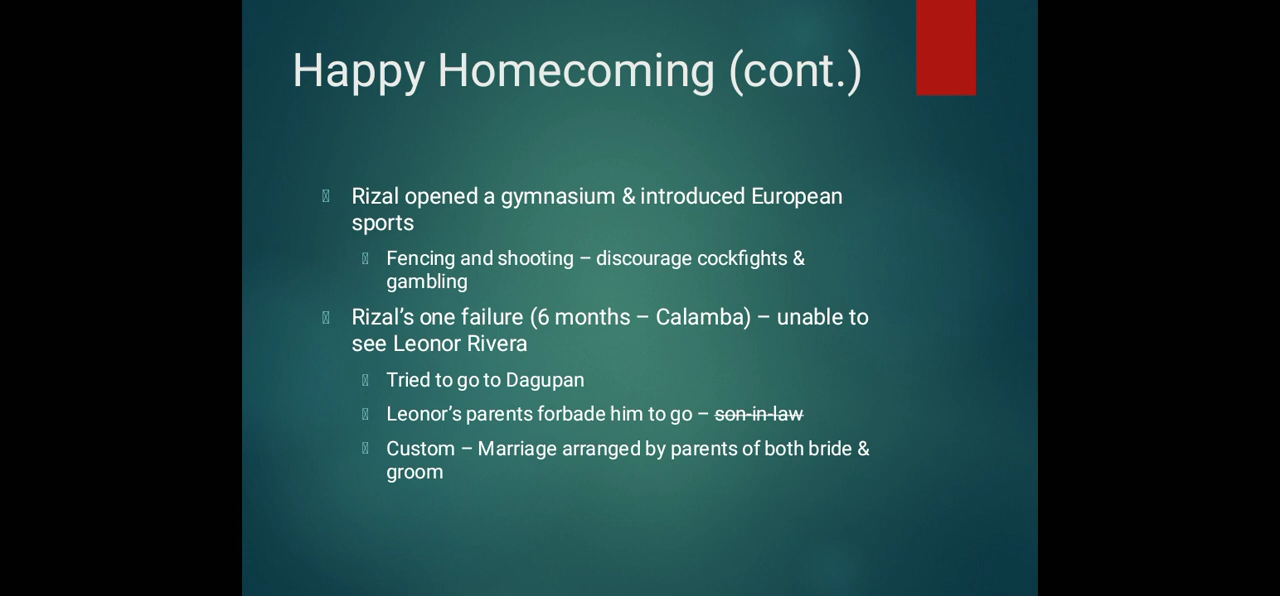 Happy Homecoming (cont.)
Rizal opened a gymnasium & introduced European
sports
Fencing and shooting – discourage cockfights &
gambling
Rizal’s one failure (6 months – Calamba) – unable to
see Leonor Rivera
Tried to go to Dagupan
Leonor’s parents forbade him to go – son-in-law
Custom – Marriage arranged by parents of both bride &
groom